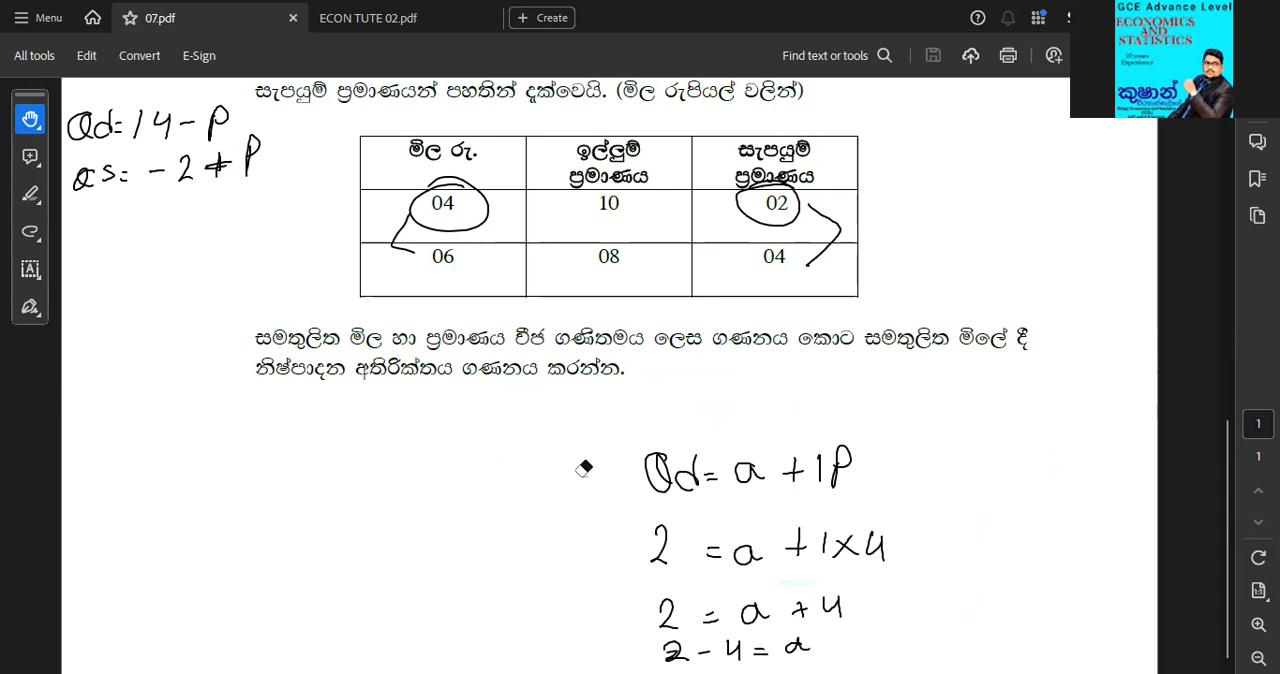 Menu
07.pdf
ECON TUTE 02.pdf
Create
All tools
Edit
Convert
E-Sign
Find text or tools
GCE Advance Level
ECONOMICS
AND
STATISTICS
10 years
Experience
කුෂාන්
සැපයුම් ප්‍රමාණයන් පහතින් දැක්වෙයි. (මිල රුපියල් වලින්)
Qd = 14 - P
Qs = - 2 + P
මිල රු. ඉල්ලුම් ප්‍රමාණය සැපයුම් ප්‍රමාණය
04 10 02
06 08 04
සමතුලිත මිල හා ප්‍රමාණය වීජ ගණිතමය ලෙස ගණනය කොට සමතුලිත මිලේ දී
නිෂ්පාදන අතිරික්තය ගණනය කරන්න.
Qd = a + 1P
2 = a + 1 × 4
2 = a + 4
2 - 4 = a
1
1